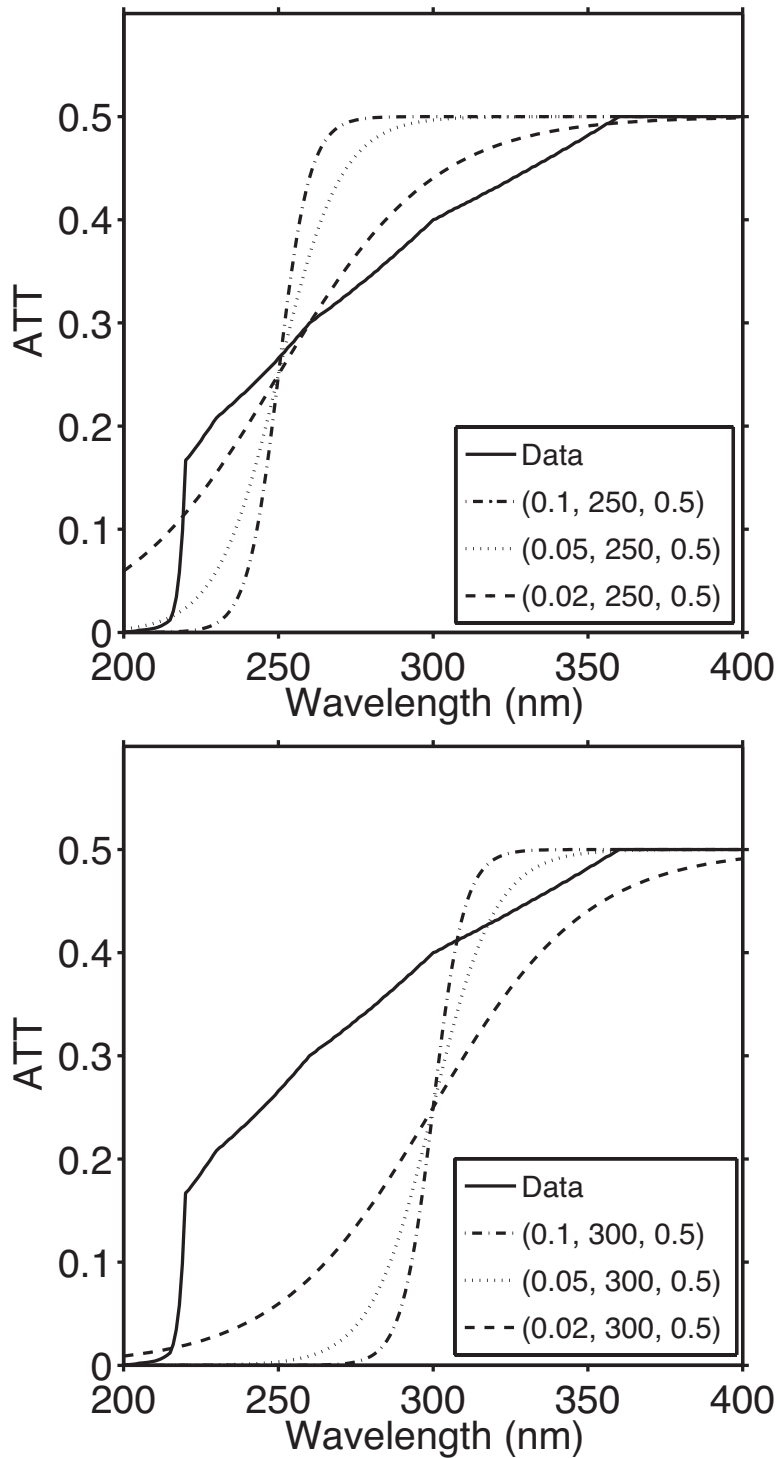 0.5
0.4
0.3
0.2
0.1
0
ATT
Data
(0.1, 250, 0.5)
(0.05, 250, 0.5)
(0.02, 250, 0.5)
200 250 300 350 400
Wavelength (nm)
0.5
0.4
0.3
0.2
0.1
0
ATT
Data
(0.1, 300, 0.5)
(0.05, 300, 0.5)
(0.02, 300, 0.5)
200 250 300 350 400
Wavelength (nm)